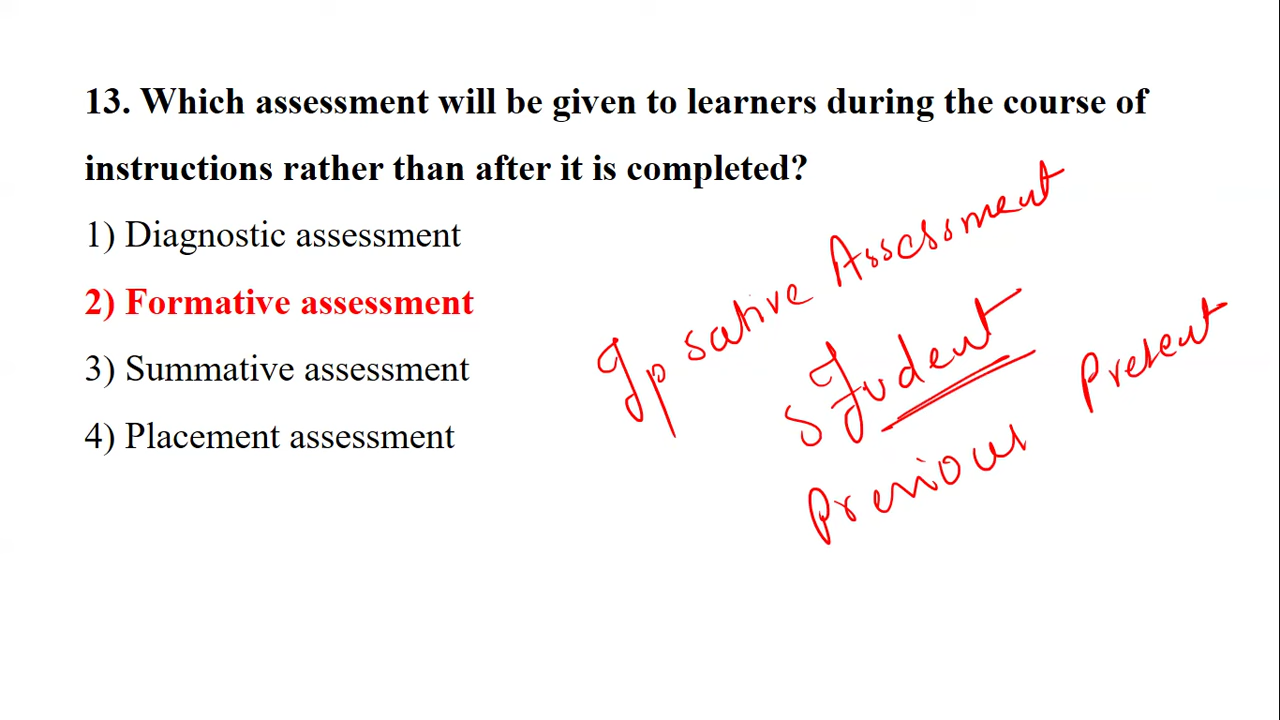 13. Which assessment will be given to learners during the course of
instructions rather than after it is completed?
1) Diagnostic assessment
2) Formative assessment
3) Summative assessment
4) Placement assessment
Ipsative Assessment
Student
Previous Present